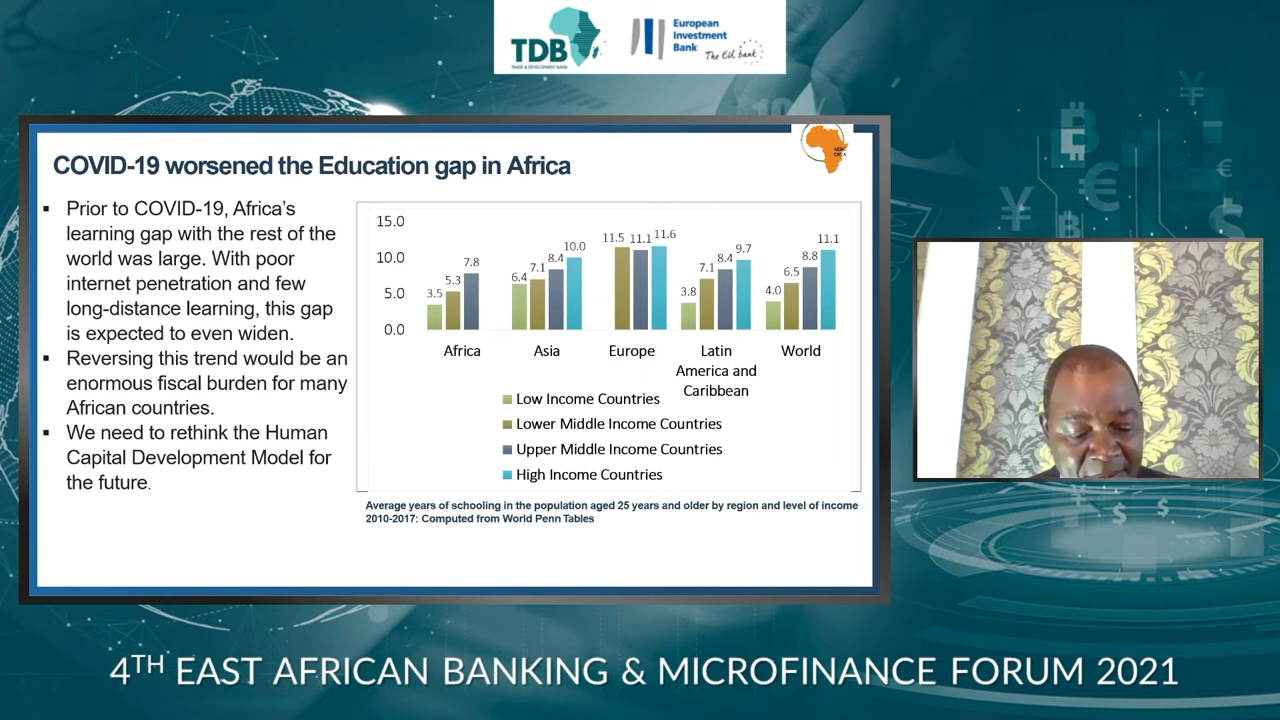 TDB
TRADE & DEVELOPMENT BANK
European
Investment
Bank
The EU bank
COVID-19 worsened the Education gap in Africa
▪ Prior to COVID-19, Africa's
learning gap with the rest of the
world was large. With poor
internet penetration and few
long-distance learning, this gap
is expected to even widen.
▪ Reversing this trend would be an
enormous fiscal burden for many
African countries.
▪ We need to rethink the Human
Capital Development Model for
the future.
15.0
10.0
5.0
0.0
3.5 5.3 7.8
6.4 7.1 8.4 10.0
11.5 11.1 11.6
3.8 7.1 8.4 9.7
4.0 6.5 8.8 11.1
Africa
Asia
Europe
Latin
America and
Caribbean
World
Low Income Countries
Lower Middle Income Countries
Upper Middle Income Countries
High Income Countries
Average years of schooling in the population aged 25 years and older by region and level of income
2010-2017: Computed from World Penn Tables
4TH EAST AFRICAN BANKING & MICROFINANCE FORUM 2021